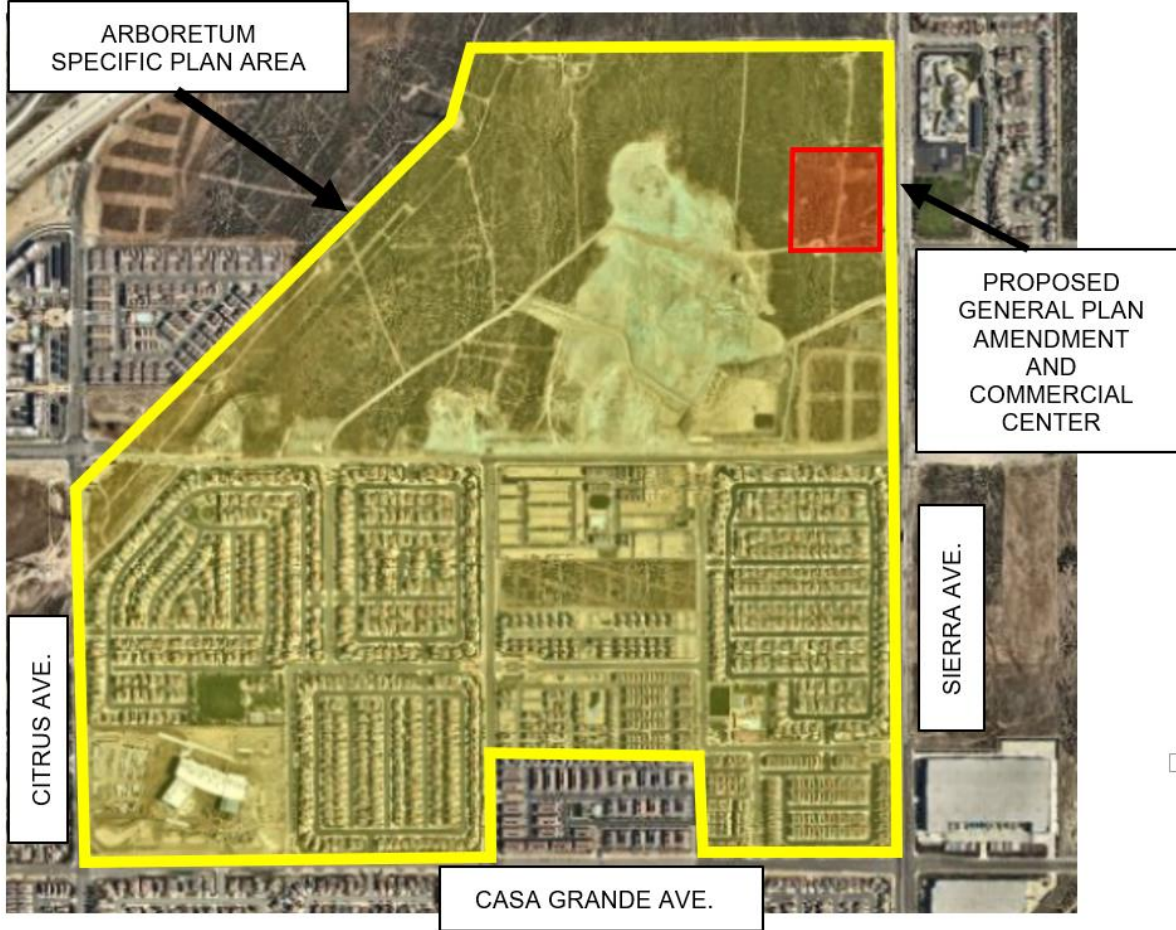 ARBORETUM
SPECIFIC PLAN AREA
PROPOSED
GENERAL PLAN
AMENDMENT
AND
COMMERCIAL
CENTER
CITRUS AVE.
SIERRA AVE.
CASA GRANDE AVE.